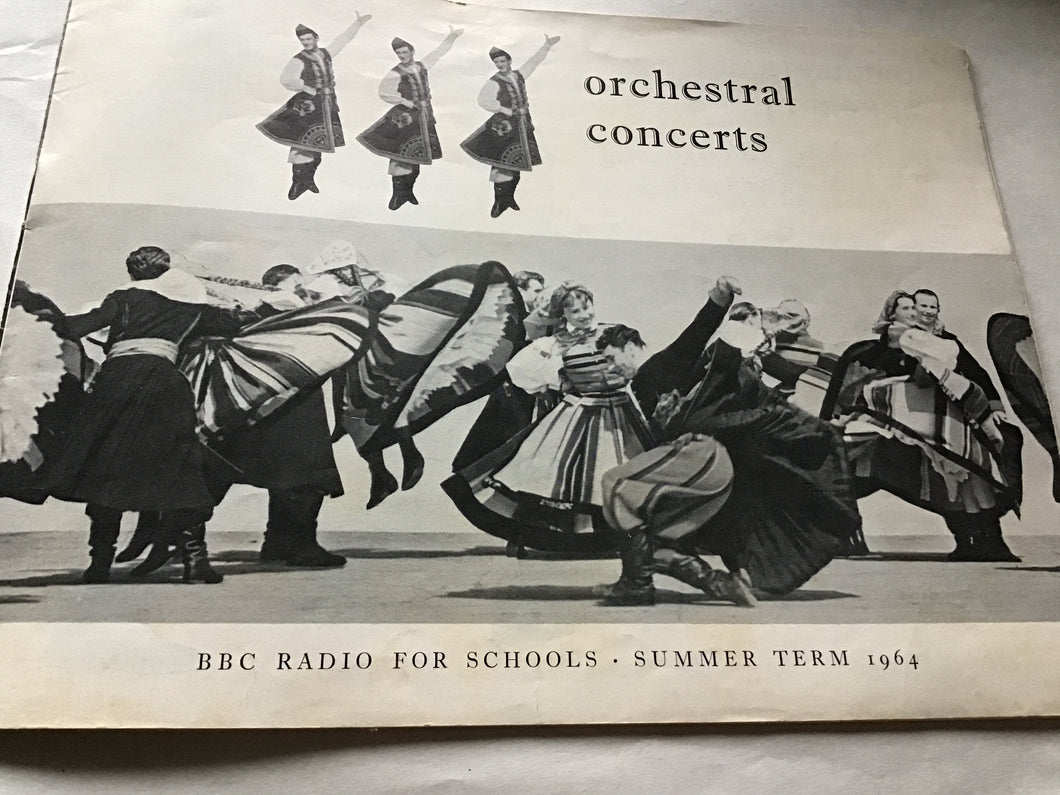 orchestral
concerts
BBC RADIO FOR SCHOOLS · SUMMER TERM 1964